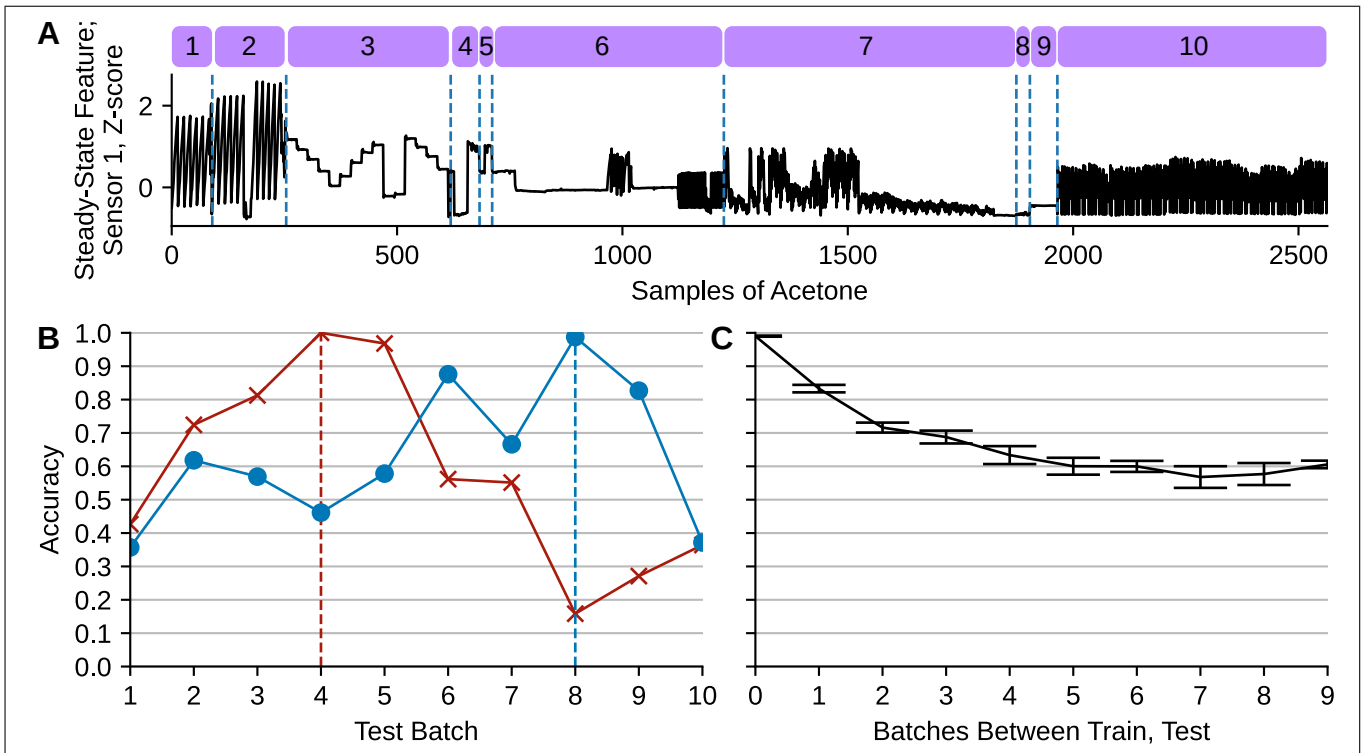 A
Steady-State Feature;
Sensor 1, Z-score
1 2 3 4 5 6 7 8 9 10
2
0
0 500 1000 1500 2000 2500
Samples of Acetone
B
Accuracy
1.0
0.9
0.8
0.7
0.6
0.5
0.4
0.3
0.2
0.1
0.0
1 2 3 4 5 6 7 8 9 10
Test Batch
C
0 1 2 3 4 5 6 7 8 9
Batches Between Train, Test